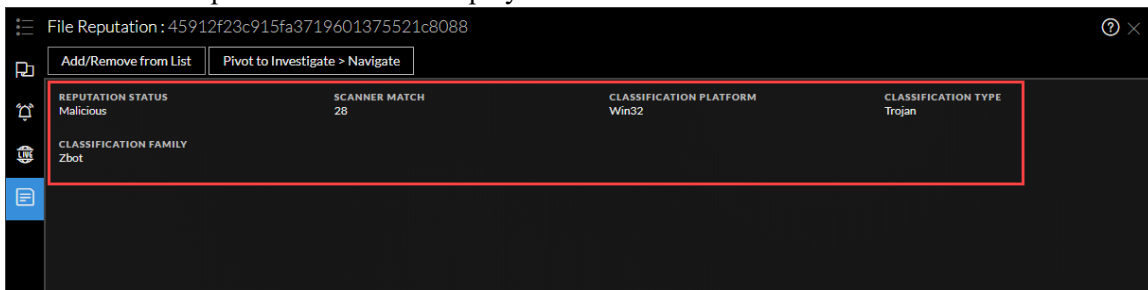 File Reputation : 45912f23c915fa3719601375521c8088
Add/Remove from List Pivot to Investigate > Navigate
REPUTATION STATUS SCANNER MATCH CLASSIFICATION PLATFORM CLASSIFICATION TYPE
Malicious 28 Win32 Trojan
CLASSIFICATION FAMILY
Zbot
LIVE